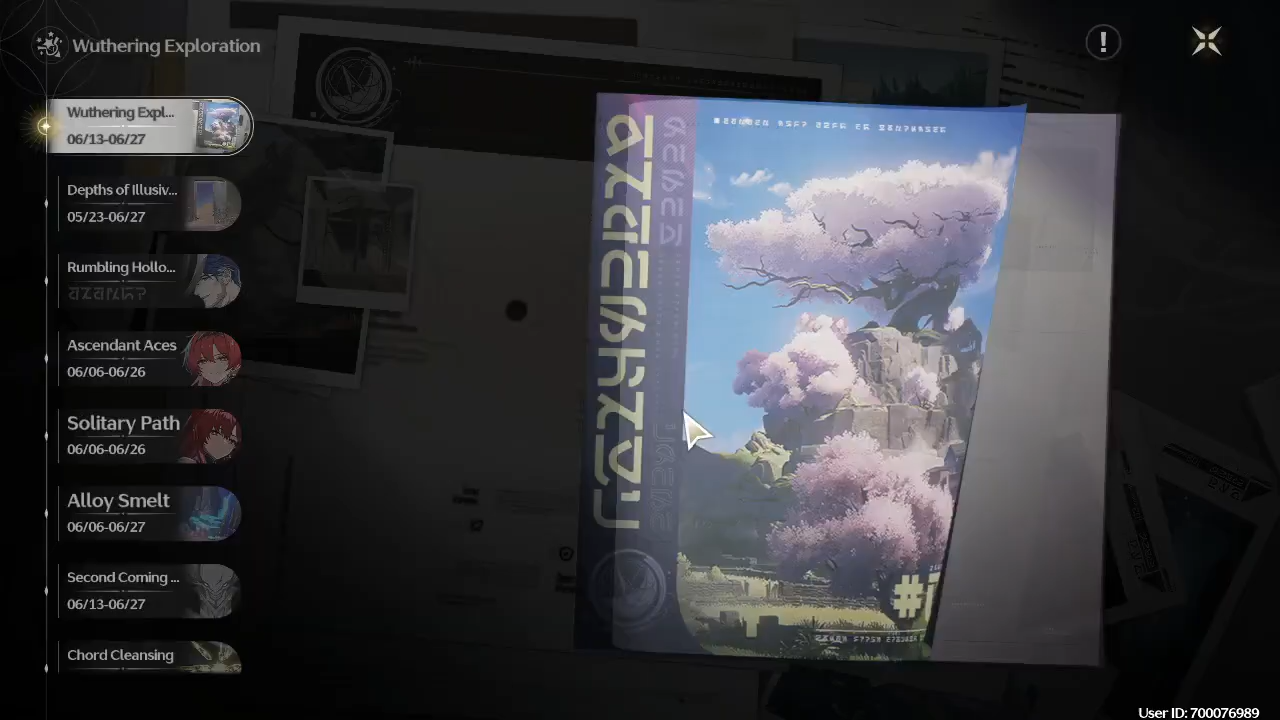 Wuthering Exploration
Wuthering Expl...
06/13-06/27
Depths of Illusiv...
05/23-06/27
Rumbling Hollo...
Ascendant Aces
06/06-06/26
Solitary Path
06/06-06/26
Alloy Smelt
06/06-06/27
Second Coming ...
06/13-06/27
Chord Cleansing
User ID: 700076989